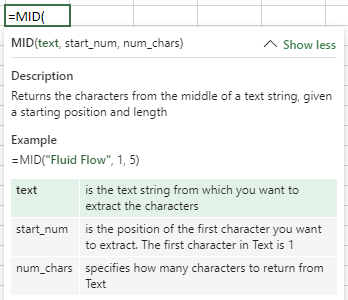 =MID(
MID(text, start_num, num_chars) Show less
Description
Returns the characters from the middle of a text string, given
a starting position and length
Example
=MID("Fluid Flow", 1, 5)
text is the text string from which you want to
extract the characters
start_num is the position of the first character you want
to extract. The first character in Text is 1
num_chars specifies how many characters to return from
Text